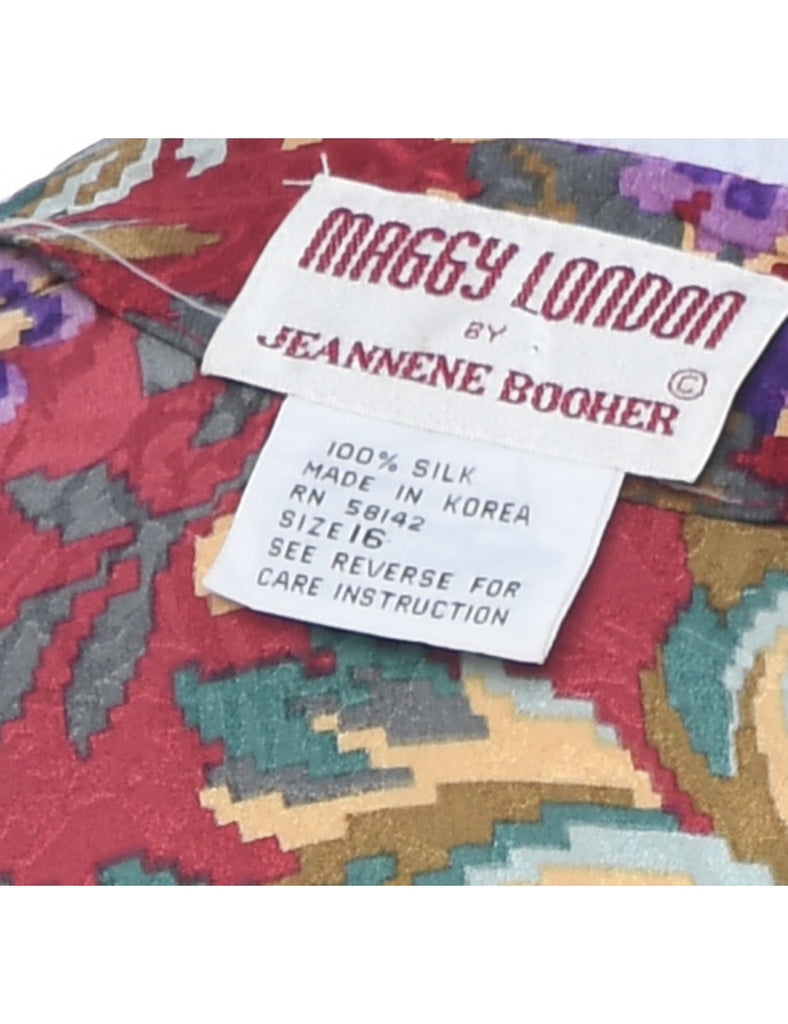 MAGGY LONDON
BY
JEANNENE BOOHER ©
100% SILK
MADE IN KOREA
RN 58142
SIZE 16
SEE REVERSE FOR
CARE INSTRUCTION